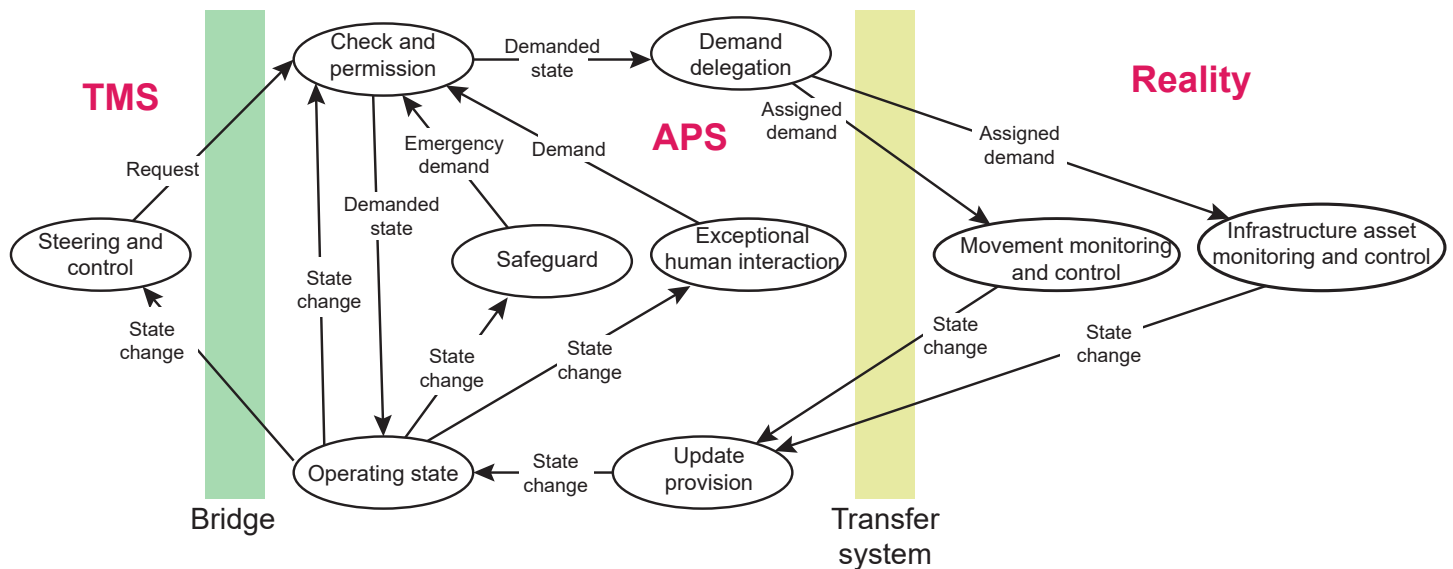 Check and
permission
Demanded
state
Demand
delegation
TMS
Reality
APS
Assigned
demand
Assigned
demand
Emergency
demand
Demand
Request
Demanded
state
Steering and
control
Safeguard
Exceptional
human interaction
Movement monitoring
and control
Infrastructure asset
monitoring and control
State
change
State
change
State
change
State
change
State
change
State
change
Operating state
State
change
Update
provision
Bridge
Transfer
system